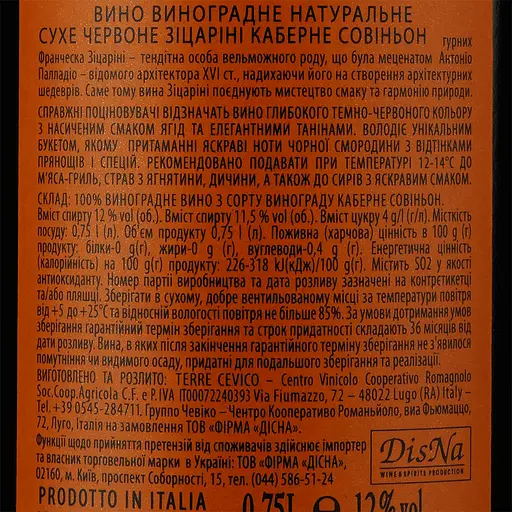 ВИНО ВИНОГРАДНЕ НАТУРАЛЬНЕ
СУХЕ ЧЕРВОНЕ ЗІЦАРІНІ КАБЕРНЕ СОВІНЬОН гурних
Франческа Зіцаріні – тендітна особа вельможного роду, що була меценатом Антоніо
Палладіо – відомого архітектора XVI ст., надихаючи його на створення архітектурних
шедеврів. Саме тому вина Зіцаріні поєднують мистецтво смаку та гармонію природи.
СПРАВЖНІ ПОЦІНОВУВАЧІ ВІДЗНАЧАТЬ ВИНО ГЛИБОКОГО ТЕМНО-ЧЕРВОНОГО КОЛЬОРУ
З НАСИЧЕНИМ СМАКОМ ЯГІД ТА ЕЛЕГАНТНИМИ ТАНІНАМИ. ВОЛОДІЄ УНІКАЛЬНИМ
БУКЕТОМ, ЯКОМУ ПРИТАМАННІ ЯСКРАВІ НОТИ ЧОРНОЇ СМОРОДИНИ З ВІДТІНКАМИ
ПРЯНОЩІВ І СПЕЦІЙ. РЕКОМЕНДОВАНО ПОДАВАТИ ПРИ ТЕМПЕРАТУРІ 12-14°С ДО
М'ЯСА-ГРИЛЬ, СТРАВ З ЯГНЯТИНИ, ДИЧИНИ, А ТАКОЖ ДО СИРІВ З ЯСКРАВИМ СМАКОМ.
СКЛАД: 100% ВИНОГРАДНЕ ВИНО З СОРТУ ВИНОГРАДУ КАБЕРНЕ СОВІНЬОН.
Вміст спирту 12 % vol (об.). Вміст спирту 11,5 % vol (об.). Вміст цукру 4 g/l (г/л). Місткість
посуду: 0,75 l (л). Об'єм продукту 0,75 l (л). Поживна (харчова) цінність в 100 g (г)
продукту: білки-0 g(г), жири-0 g (г), вуглеводи-0,4 g (г). Енергетична цінність
(калорійність) на 100 g(г) продукту: 226-318 kJ(кДж)/100 g(г). Містить SO2 у якості
антиоксиданту. Номер партії виробництва та дата розливу зазначені на контретикетці
та/або пляшці. Зберігати в сухому, добре вентильованому місці за температури повітря
від +5 до +25°С та відносній вологості повітря не більше 85%. За умови дотримання умов
зберігання гарантійний термін зберігання та строк придатності складають 36 місяців від
дати розливу. Вина, в яких після закінчення гарантійного терміну зберігання не з'явилося
помутніння чи видимого осаду, придатні для подальшого зберігання та реалізації.
ВИГОТОВЛЕНО ТА РОЗЛИТО: TERRE CEVICO – Centro Vinicolo Cooperativo Romagnolo
Soc.Coop.Agricola C.F. e P.IVA IT00072240393 Via Fiumazzo, 72 – 48022 Lugo (RA) Italy –
Tel.+39 0545-284711. Группо Чевіко – Центро Кооперативо Романьйоло, виа Фьюмаццо,
72, Луго, Італія на замовлення ТОВ «ФІРМА «ДІСНА».
Функції щодо прийняття претензій від споживачів здійснює імпортер
та власник торговельної марки в Україні: ТОВ «ФІРМА «ДІСНА»,
02160, м. Київ, проспект Соборності, 15, тел. (044) 586-51-24
DisNa
WINE & SPIRITS PRODUCTION
PRODOTTO IN ITALIA 0,75L e 12% vol